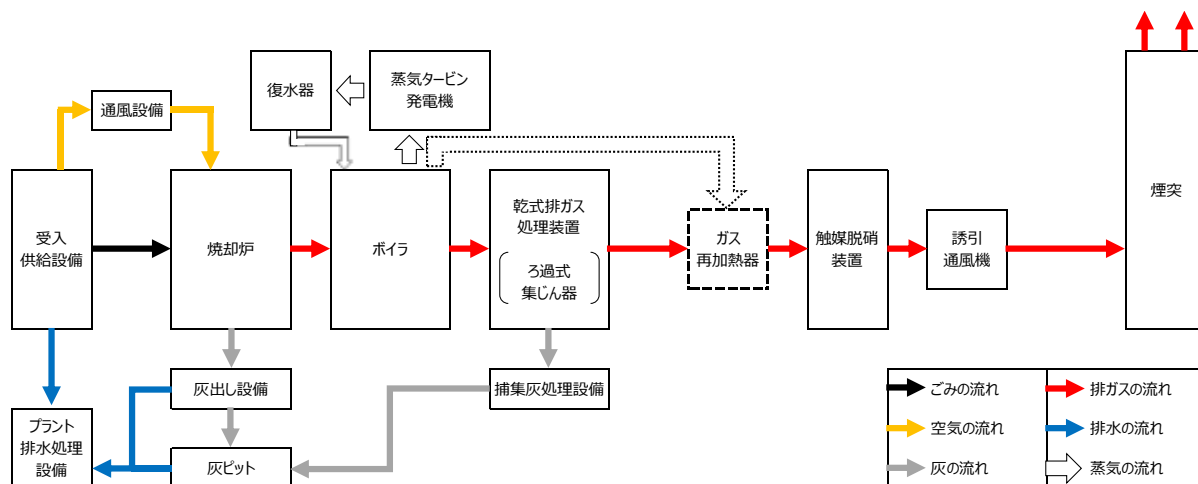 復水器
蒸気タービン
発電機
通風設備
受入
供給設備
焼却炉
ボイラ
乾式排ガス
処理装置
ろ過式
集じん器
ガス
再加熱器
触媒脱硝
装置
誘引
通風機
煙突
灰出し設備
捕集灰処理設備
プラント
排水処理
設備
灰ピット
ごみの流れ
排ガスの流れ
空気の流れ
排水の流れ
灰の流れ
蒸気の流れ